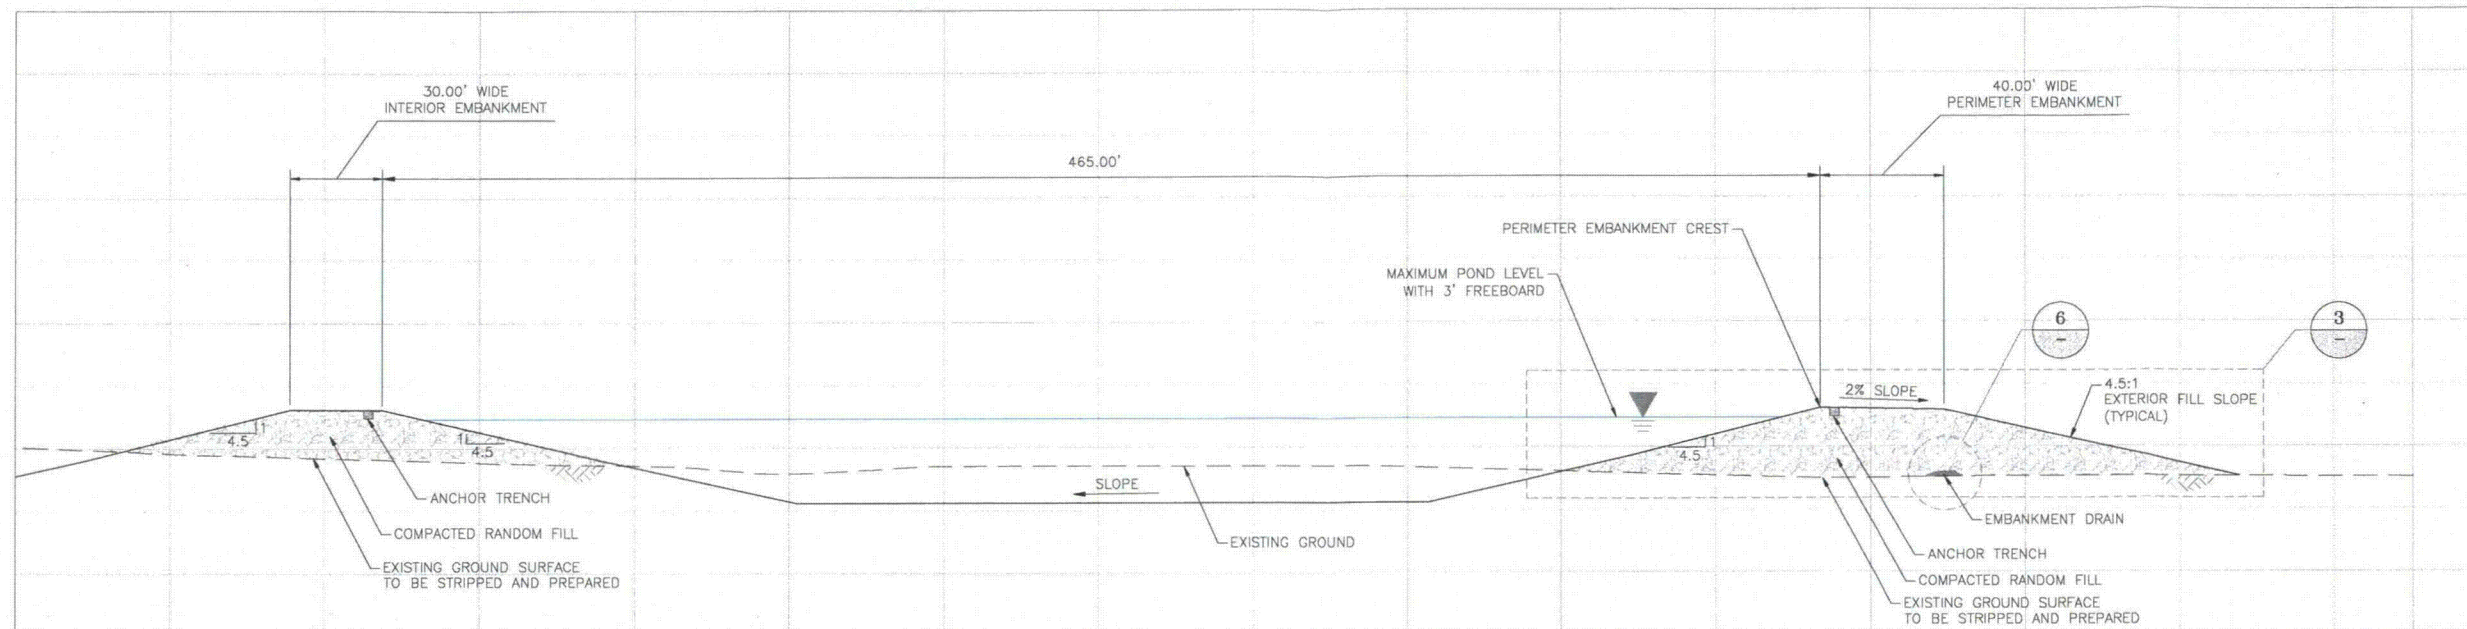 30.00' WIDE
INTERIOR EMBANKMENT
40.00' WIDE
PERIMETER EMBANKMENT
465.00'
PERIMETER EMBANKMENT CREST
MAXIMUM POND LEVEL
WITH 3' FREEBOARD
6
-
3
-
2% SLOPE
4.5:1
EXTERIOR FILL SLOPE
(TYPICAL)
1
4.5
1
4.5
1
4.5
SLOPE
ANCHOR TRENCH
COMPACTED RANDOM FILL
EXISTING GROUND SURFACE
TO BE STRIPPED AND PREPARED
EXISTING GROUND
EMBANKMENT DRAIN
ANCHOR TRENCH
COMPACTED RANDOM FILL
EXISTING GROUND SURFACE
TO BE STRIPPED AND PREPARED